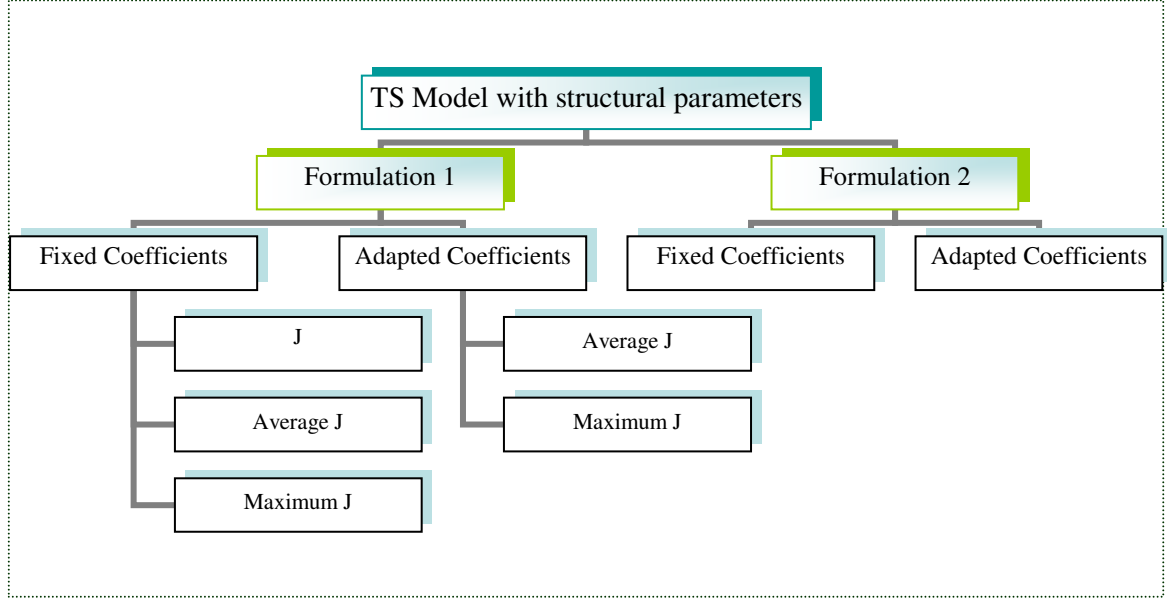 TS Model with structural parameters
Formulation 1
Formulation 2
Fixed Coefficients
Adapted Coefficients
Fixed Coefficients
Adapted Coefficients
J
Average J
Average J
Maximum J
Maximum J